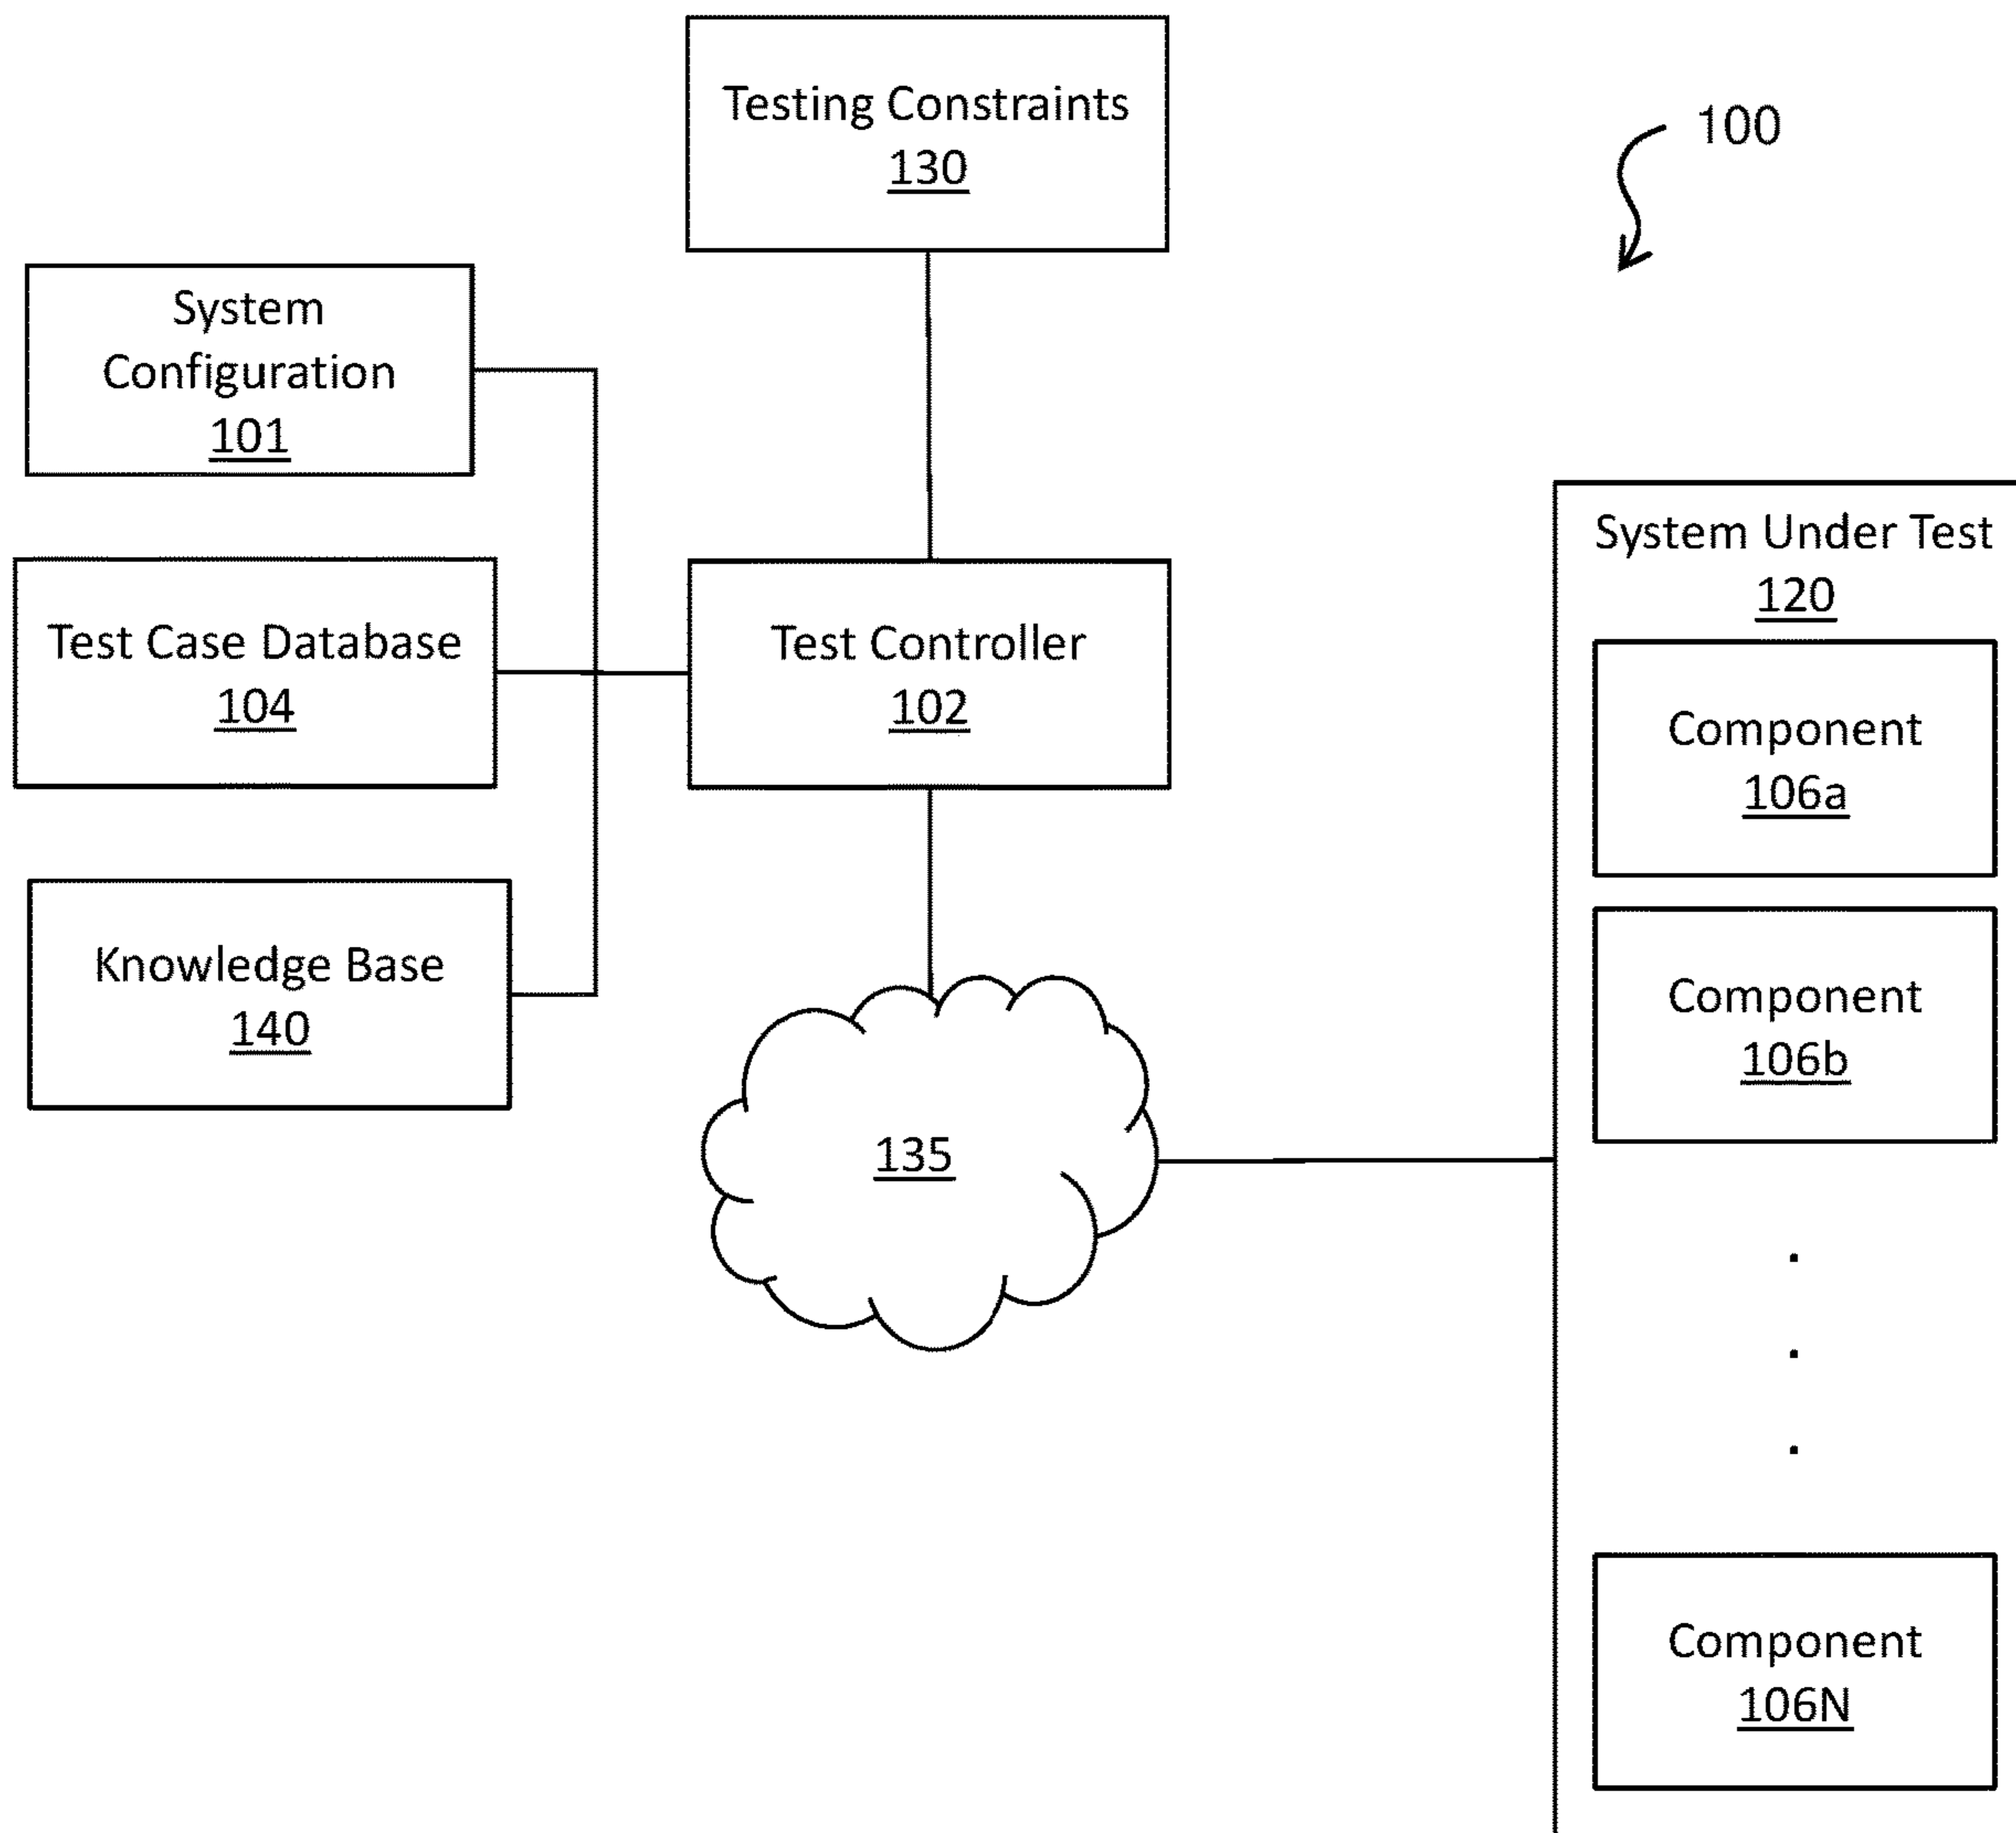 Testing Constraints
130
100
System
Configuration
101
System Under Test
120
Test Case Database
104
Test Controller
102
Component
106a
Knowledge Base
140
Component
106b
135
.
.
.
Component
106N